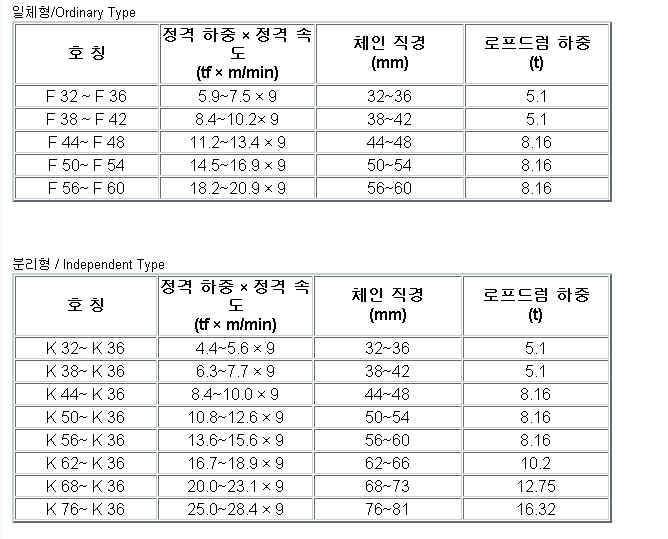 일체형/Ordinary Type
호 칭 정격 하중 × 정격 속도 (tf × m/min) 체인 직경 (mm) 로프드럼 하중 (t)
F 32 ~ F 36 5.9~7.5 × 9 32~36 5.1
F 38 ~ F 42 8.4~10.2× 9 38~42 5.1
F 44~ F 48 11.2~13.4 × 9 44~48 8.16
F 50~ F 54 14.5~16.9 × 9 50~54 8.16
F 56~ F 60 18.2~20.9 × 9 56~60 8.16
분리형 / Independent Type
호 칭 정격 하중 × 정격 속도 (tf × m/min) 체인 직경 (mm) 로프드럼 하중 (t)
K 32~ K 36 4.4~5.6 × 9 32~36 5.1
K 38~ K 36 6.3~7.7 × 9 38~42 5.1
K 44~ K 36 8.4~10.0 × 9 44~48 8.16
K 50~ K 36 10.8~12.6 × 9 50~54 8.16
K 56~ K 36 13.6~15.6 × 9 56~60 8.16
K 62~ K 36 16.7~18.9 × 9 62~66 10.2
K 68~ K 36 20.0~23.1 × 9 68~73 12.75
K 76~ K 36 25.0~28.4 × 9 76~81 16.32